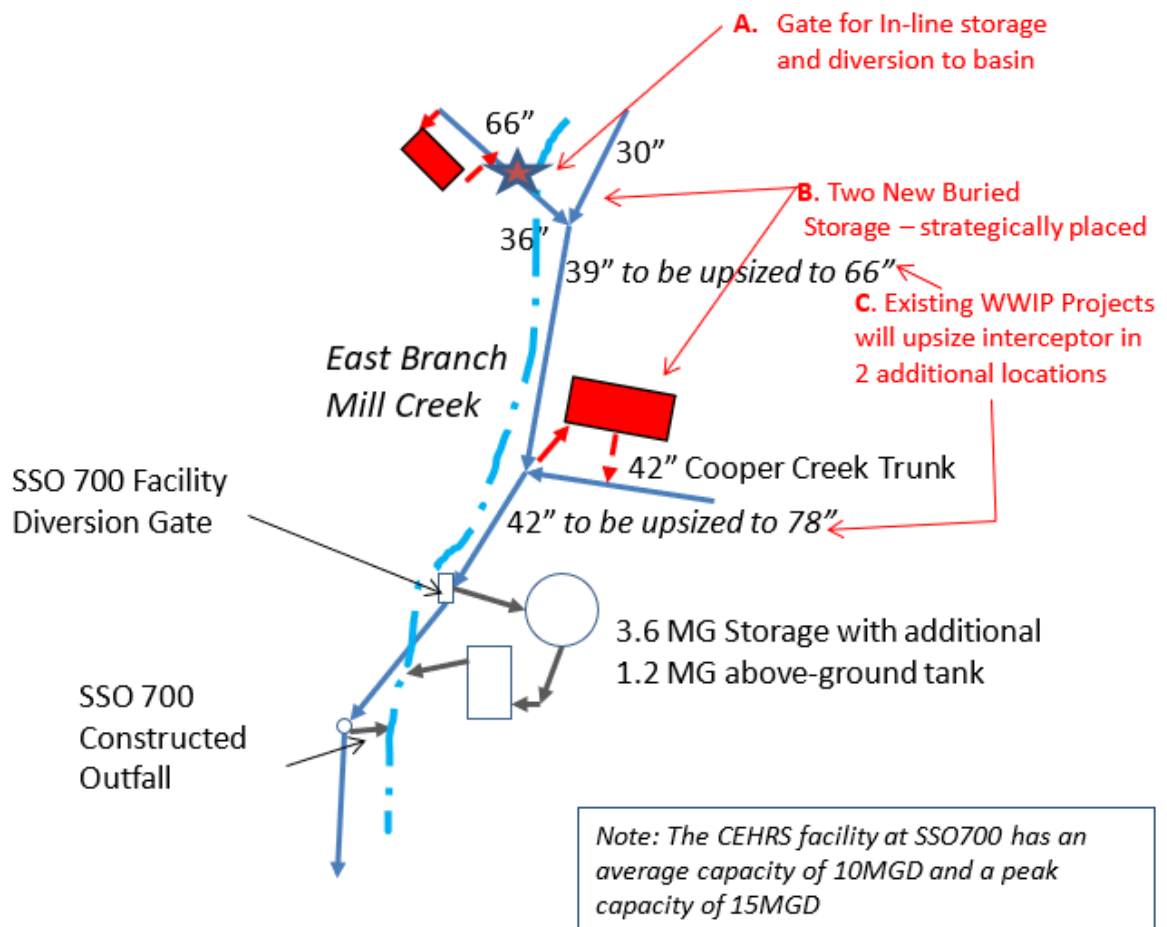 A. Gate for In-line storage
and diversion to basin
66”
30”
B. Two New Buried
Storage – strategically placed
36”
39” to be upsized to 66”
C. Existing WWIP Projects
will upsize interceptor in
2 additional locations
East Branch
Mill Creek
42” Cooper Creek Trunk
SSO 700 Facility
Diversion Gate
42” to be upsized to 78”
3.6 MG Storage with additional
1.2 MG above-ground tank
SSO 700
Constructed
Outfall
Note: The CEHRS facility at SSO700 has an
average capacity of 10MGD and a peak
capacity of 15MGD